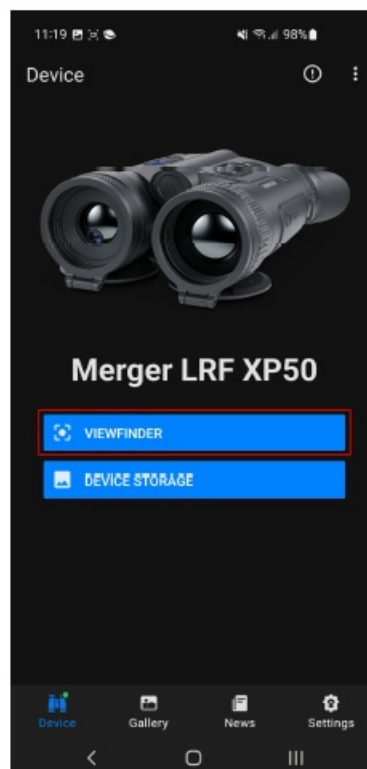 11:19 98%
Device
Merger LRF XP50
VIEWFINDER
DEVICE STORAGE
Device Gallery News Settings